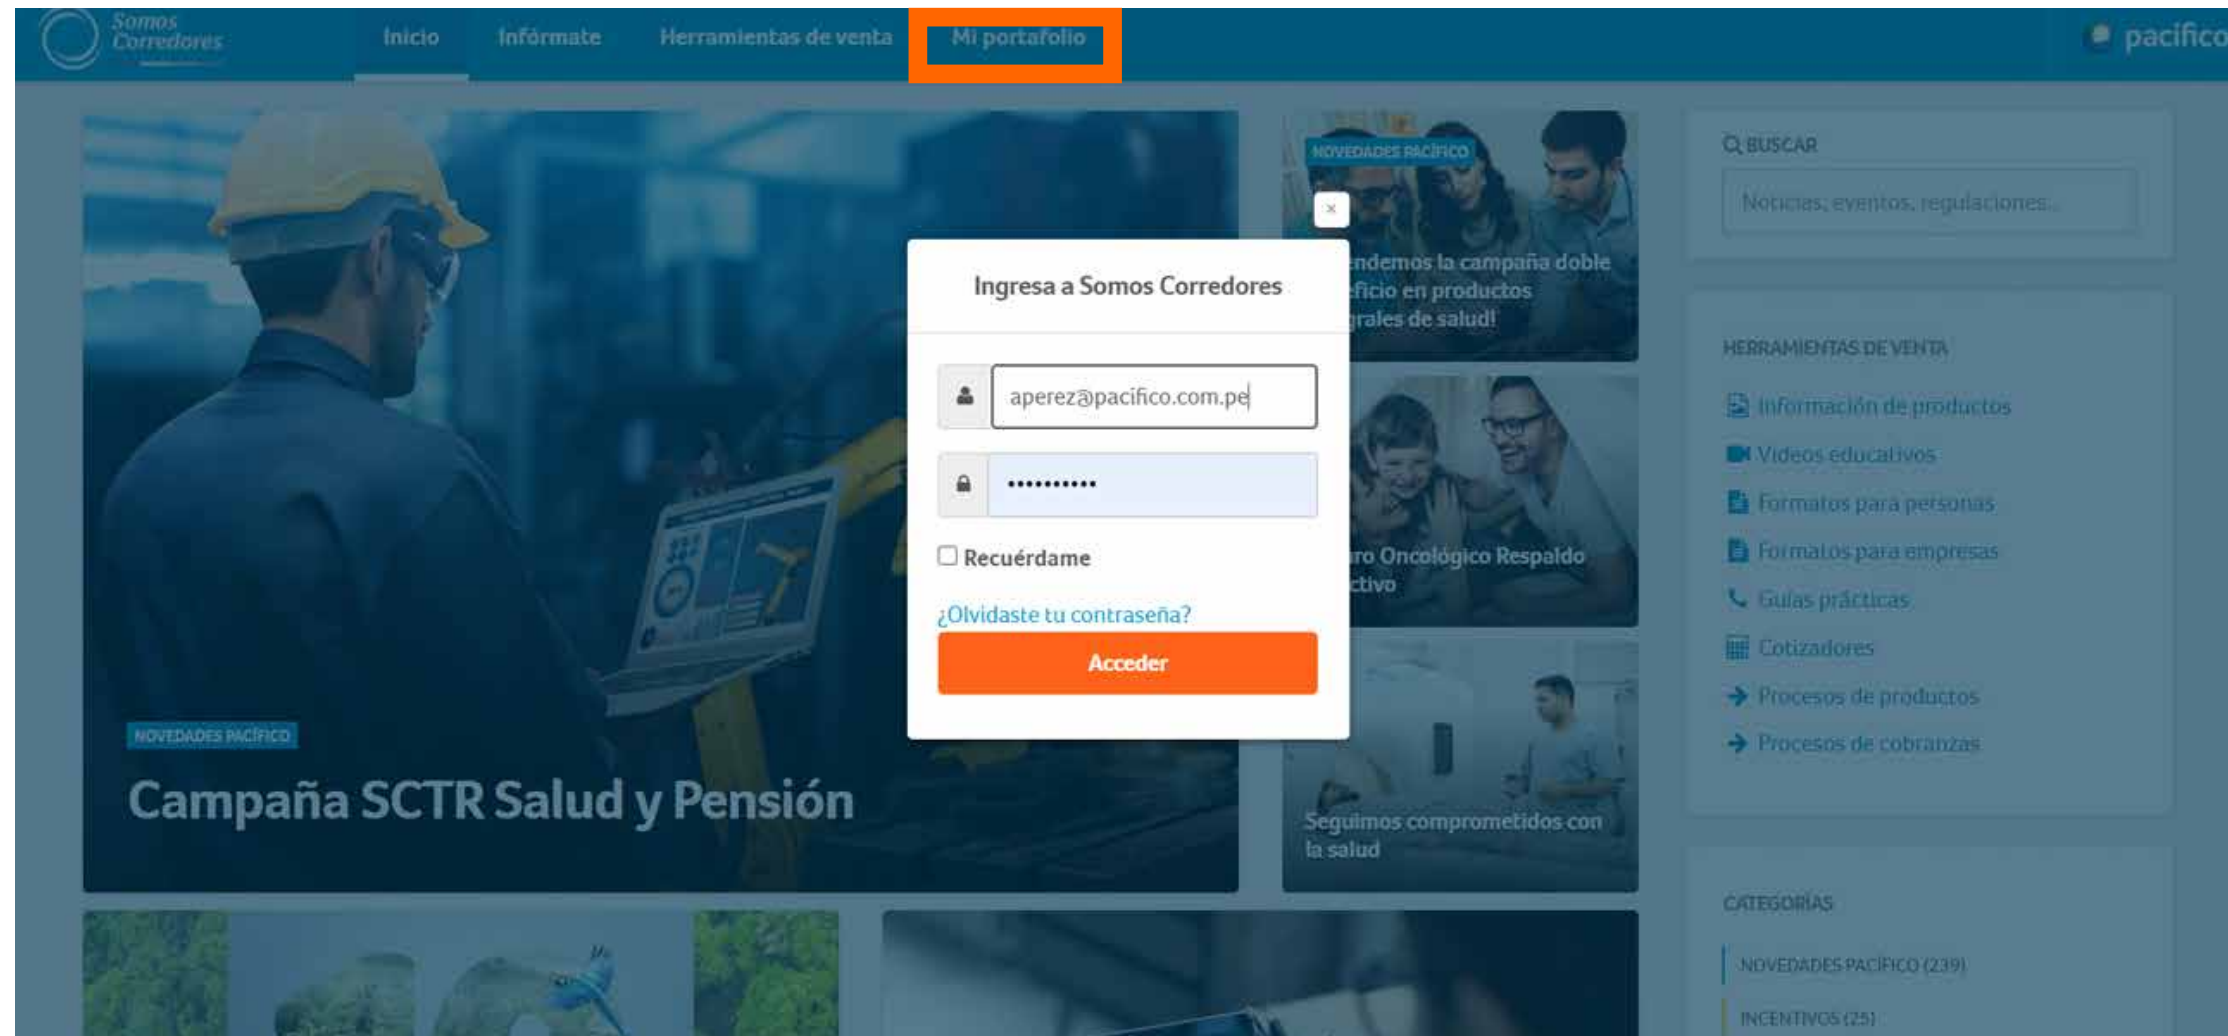 Somos
Corredores
Inicio
Infórmate
Herramientas de venta
Mi portafolio
pacífico
NOVEDADES PACÍFICO
endemos la campaña doble
eficio en productos
grales de salud!
BUSCAR
Noticias, eventos, regulaciones...
Ingresa a Somos Corredores
aperez@pacífico.com.pe
••••••••••
Recuérdame
¿Olvidaste tu contraseña?
Acceder
ro Oncológico Respaldo
ctivo
HERRAMIENTAS DE VENTA
Información de productos
Videos educativos
Formatos para personas
Formatos para empresas
Guías prácticas
Cotizadores
Procesos de productos
Procesos de cobranzas
NOVEDADES PACÍFICO
Campaña SCTR Salud y Pensión
Seguimos comprometidos con
la salud
CATEGORÍAS
NOVEDADES PACÍFICO (239)
INCENTIVOS (25)